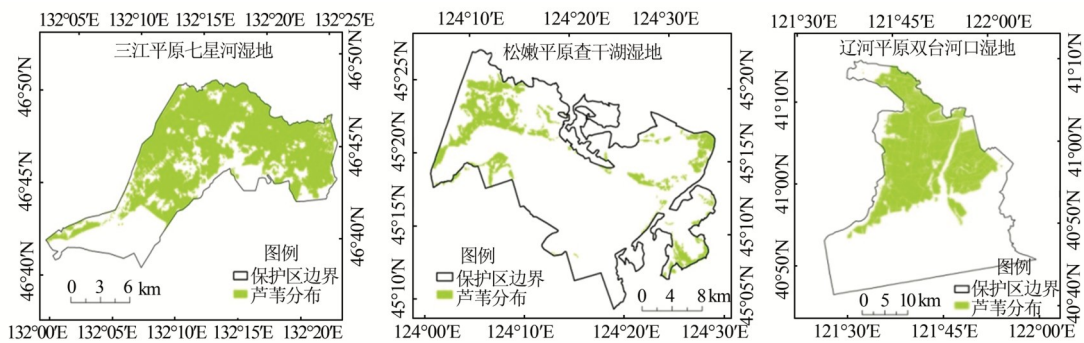 132°05′E 132°15′E 132°25′E
三江平原七星河湿地
46°50′N
46°45′N
46°40′N
46°50′N
46°45′N
46°40′N
图例
保护区边界
芦苇分布
0 3 6 km
132°00′E 132°05′E 132°10′E 132°15′E 132°20′E
124°10′E 124°20′E 124°30′E
松嫩平原查干湖湿地
45°25′N
45°20′N
45°15′N
45°10′N
45°20′N
45°15′N
45°10′N
45°05′N
图例
保护区边界
芦苇分布
0 4 8 km
124°00′E 124°10′E 124°20′E 124°30′E
121°30′E 121°45′E 122°00′E
辽河平原双台河口湿地
41°10′N
41°00′N
40°50′N
41°10′N
41°00′N
40°50′N
40°40′N
图例
保护区边界
芦苇分布
0 5 10 km
121°30′E 121°45′E 122°00′E